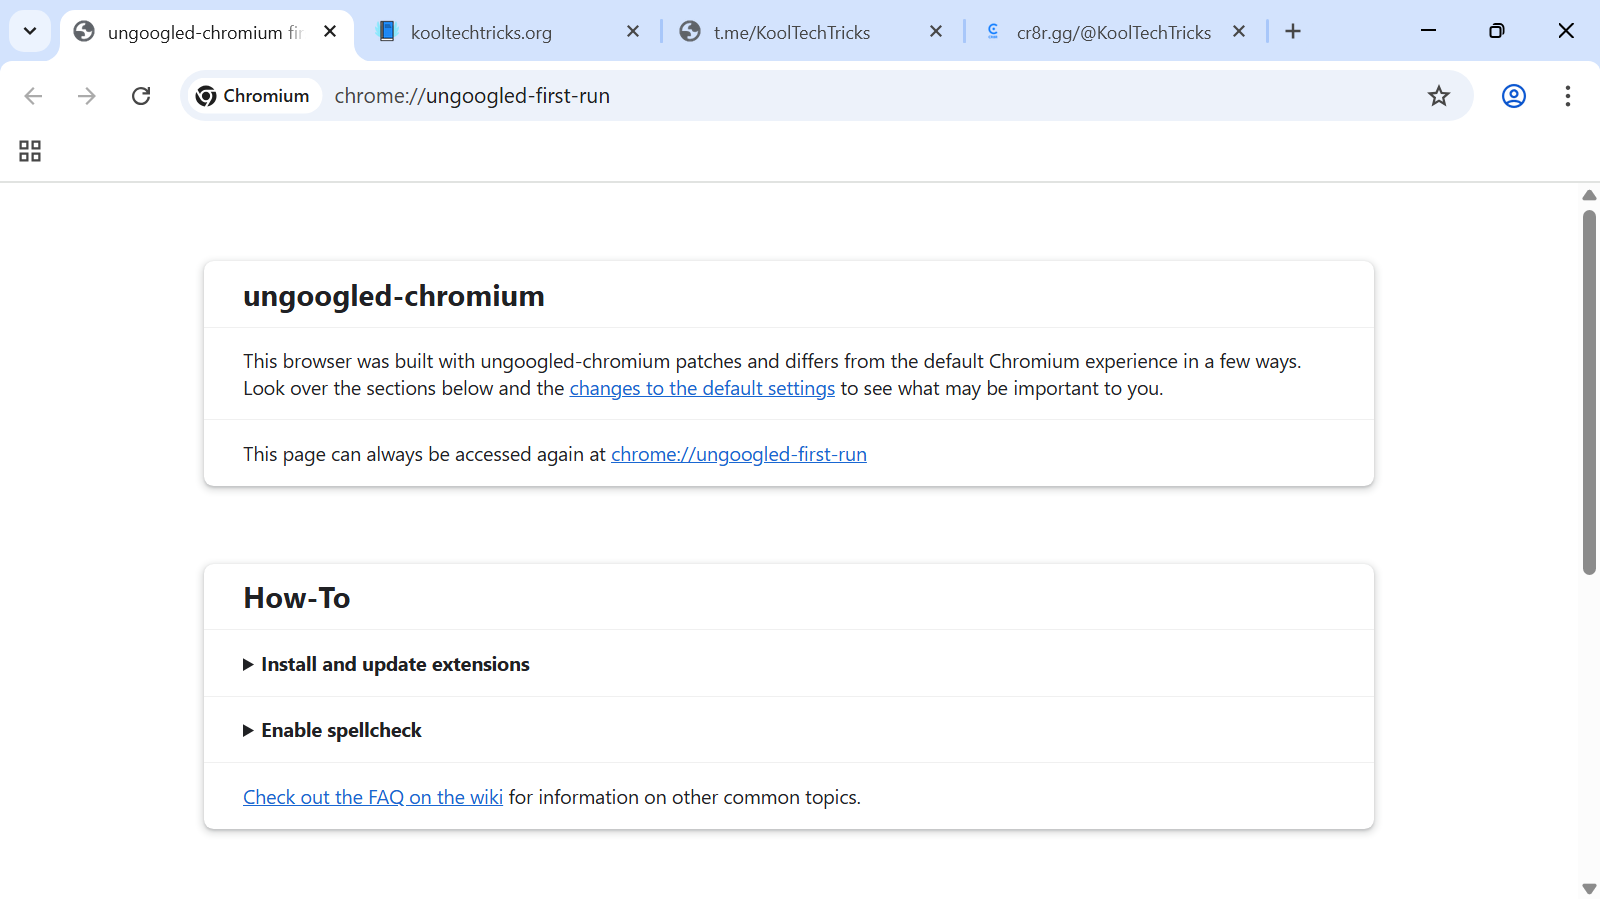 ungoogled-chromium fir
kooltechtricks.org
t.me/KoolTechTricks
cr8r.gg/@KoolTechTricks
Chromium
chrome://ungoogled-first-run
ungoogled-chromium
This browser was built with ungoogled-chromium patches and differs from the default Chromium experience in a few ways.
Look over the sections below and the changes to the default settings to see what may be important to you.
This page can always be accessed again at chrome://ungoogled-first-run
How-To
Install and update extensions
Enable spellcheck
Check out the FAQ on the wiki for information on other common topics.